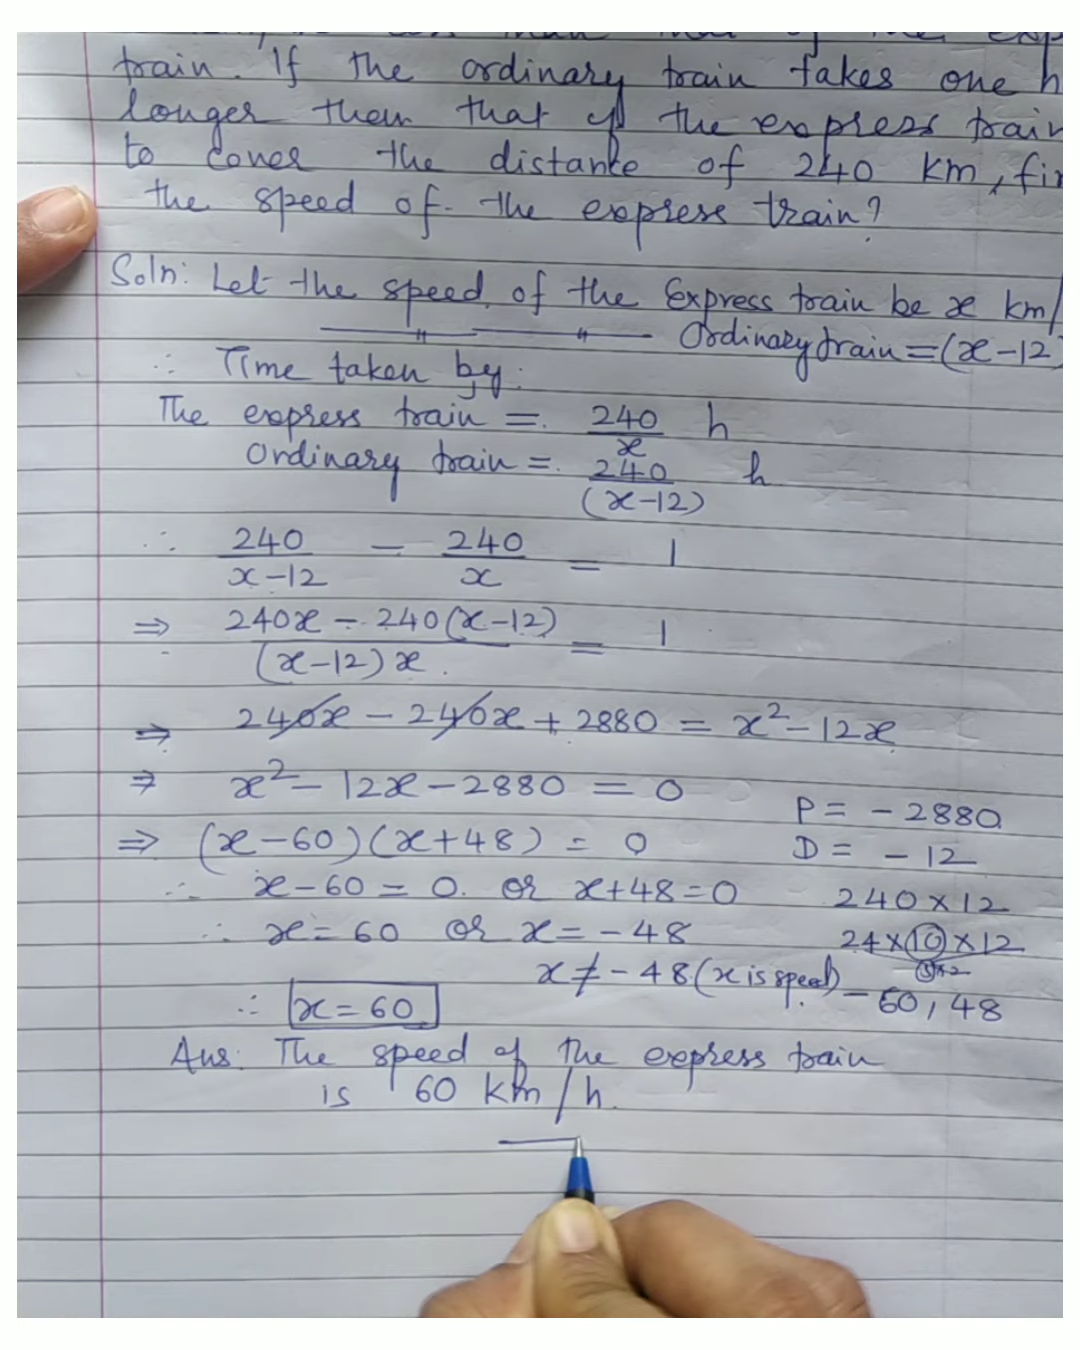 train. If the ordinary train takes one h
longer then that of the express train
to cover the distance of 240 km, fin
the speed of the express train?
Soln: Let the speed of the Express train be x km/
〃 〃 Ordinary train = (x-12
∴ Time taken by:
The express train = 240/x h
Ordinary train = 240/(x-12) h
∴ 240/x-12 - 240/x = 1
⇒ 240x - 240(x-12)/(x-12)x = 1
⇒ 240x - 240x + 2880 = x² - 12x
⇒ x² - 12x - 2880 = 0
P = - 2880
⇒ (x-60)(x+48) = 0
D = - 12
∴ x-60 = 0 or x+48=0
240×12
∴ x = 60 or x = -48
24×10×12
5×2
x ≠ -48 (x is speed)
-60, 48
∴ x = 60
Ans: The speed of the express train
is 60 km/h.